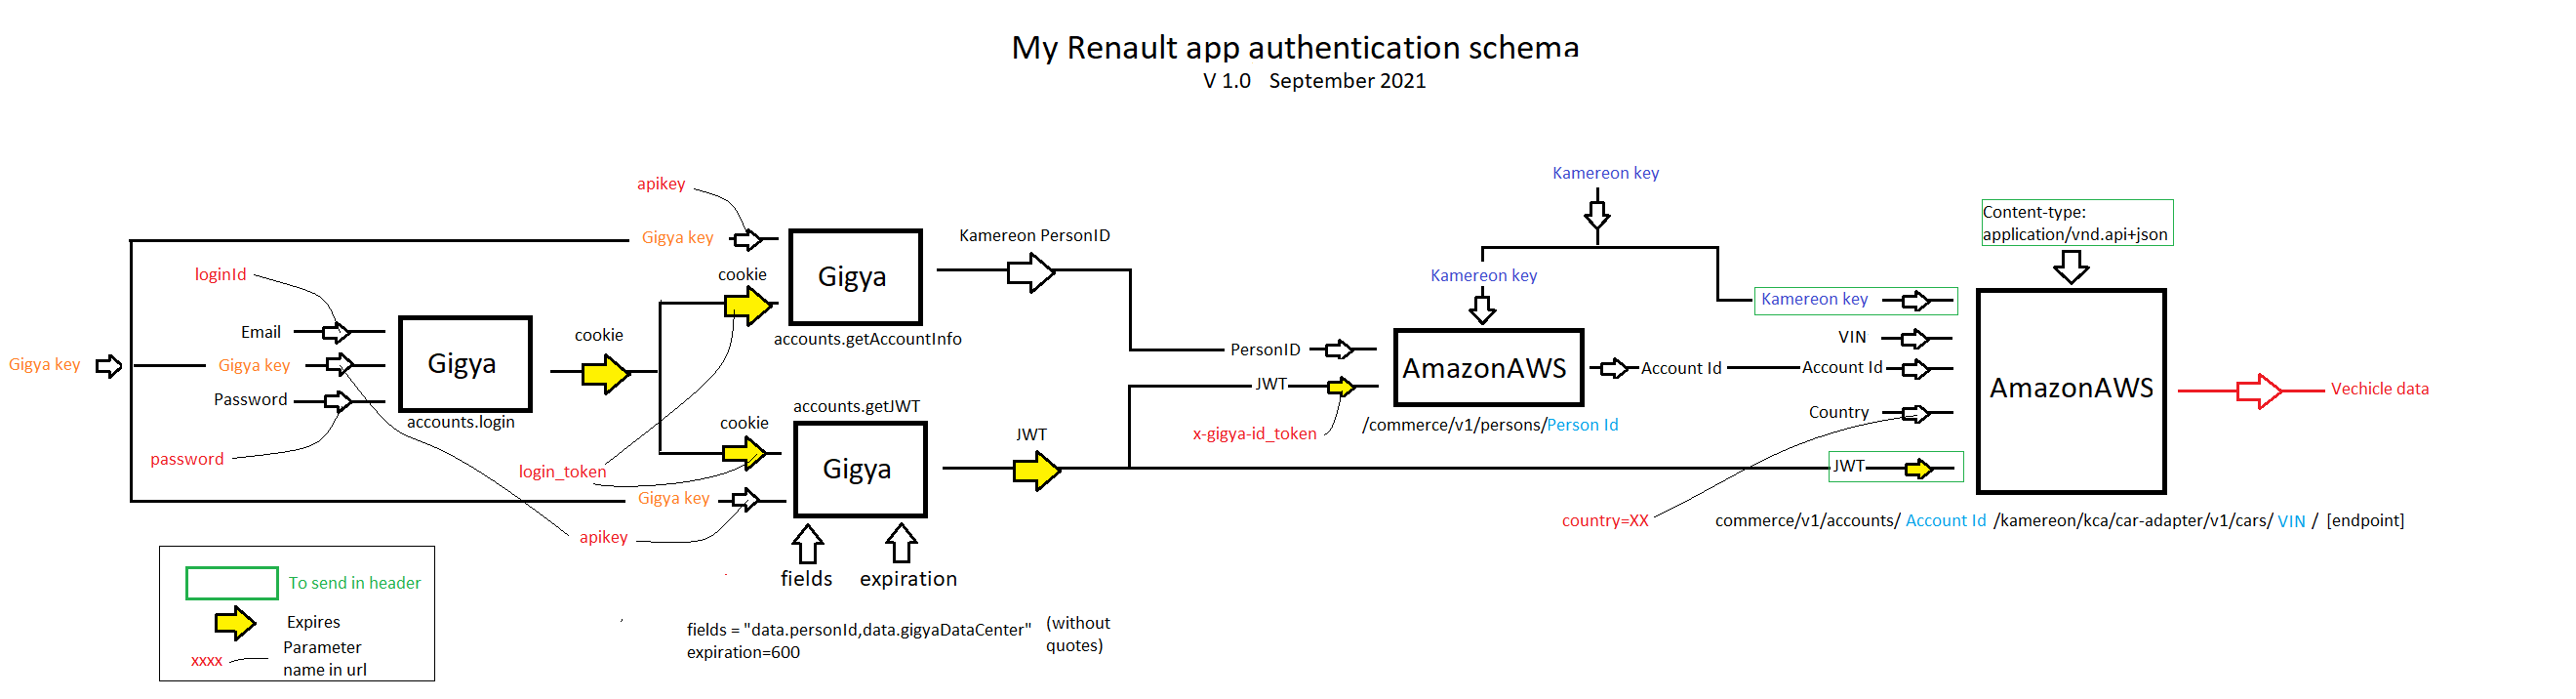 My Renault app authentication schema
V 1.0 September 2021
Gigya key
loginId
Email
Gigya key
Password
password
Gigya
accounts.login
cookie
apikey
Gigya key
cookie
Gigya
accounts.getAccountInfo
accounts.getJWT
cookie
login_token
Gigya key
apikey
Gigya
fields
expiration
fields = "data.personId,data.gigyaDataCenter"
expiration=600
(without
quotes)
Kamereon PersonID
JWT
Kamereon key
Kamereon key
PersonID
JWT
x-gigya-id_token
AmazonAWS
/commerce/v1/persons/Person Id
Account Id
Content-type:
application/vnd.api+json
Kamereon key
VIN
Account Id
Country
JWT
country=XX
AmazonAWS
commerce/v1/accounts/ Account Id /kamereon/kca/car-adapter/v1/cars/ VIN / [endpoint]
Vechicle data
To send in header
Expires
xxxx
Parameter
name in url